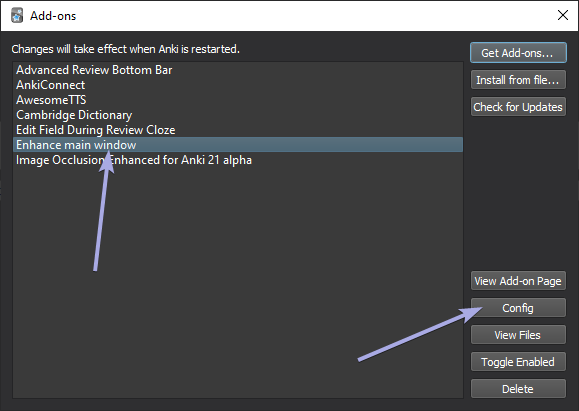 Add-ons
Changes will take effect when Anki is restarted.
Advanced Review Bottom Bar
AnkiConnect
AwesomeTTS
Cambridge Dictionary
Edit Field During Review Cloze
Enhance main window
Image Occlusion Enhanced for Anki 21 alpha
Get Add-ons...
Install from file...
Check for Updates
View Add-on Page
Config
View Files
Toggle Enabled
Delete